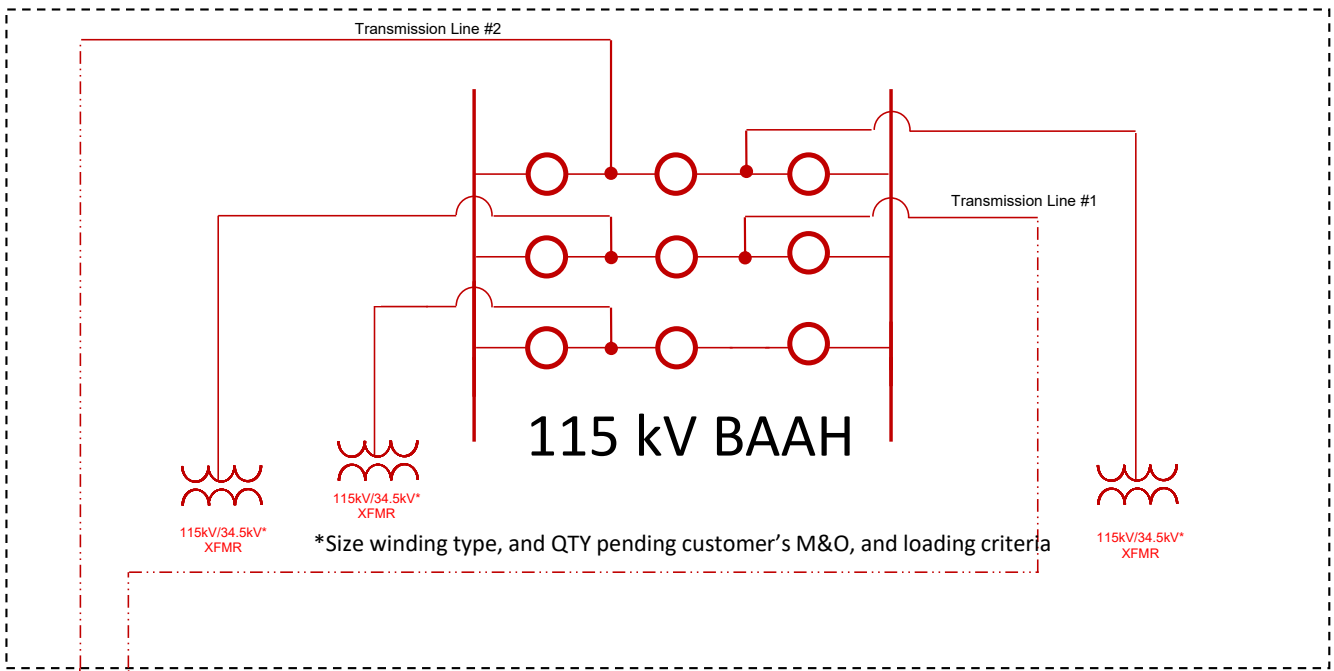 Transmission Line #2
Transmission Line #1
115 kV BAAH
115kV/34.5kV*
XFMR
115kV/34.5kV*
XFMR
115kV/34.5kV*
XFMR
*Size winding type, and QTY pending customer’s M&O, and loading criteria